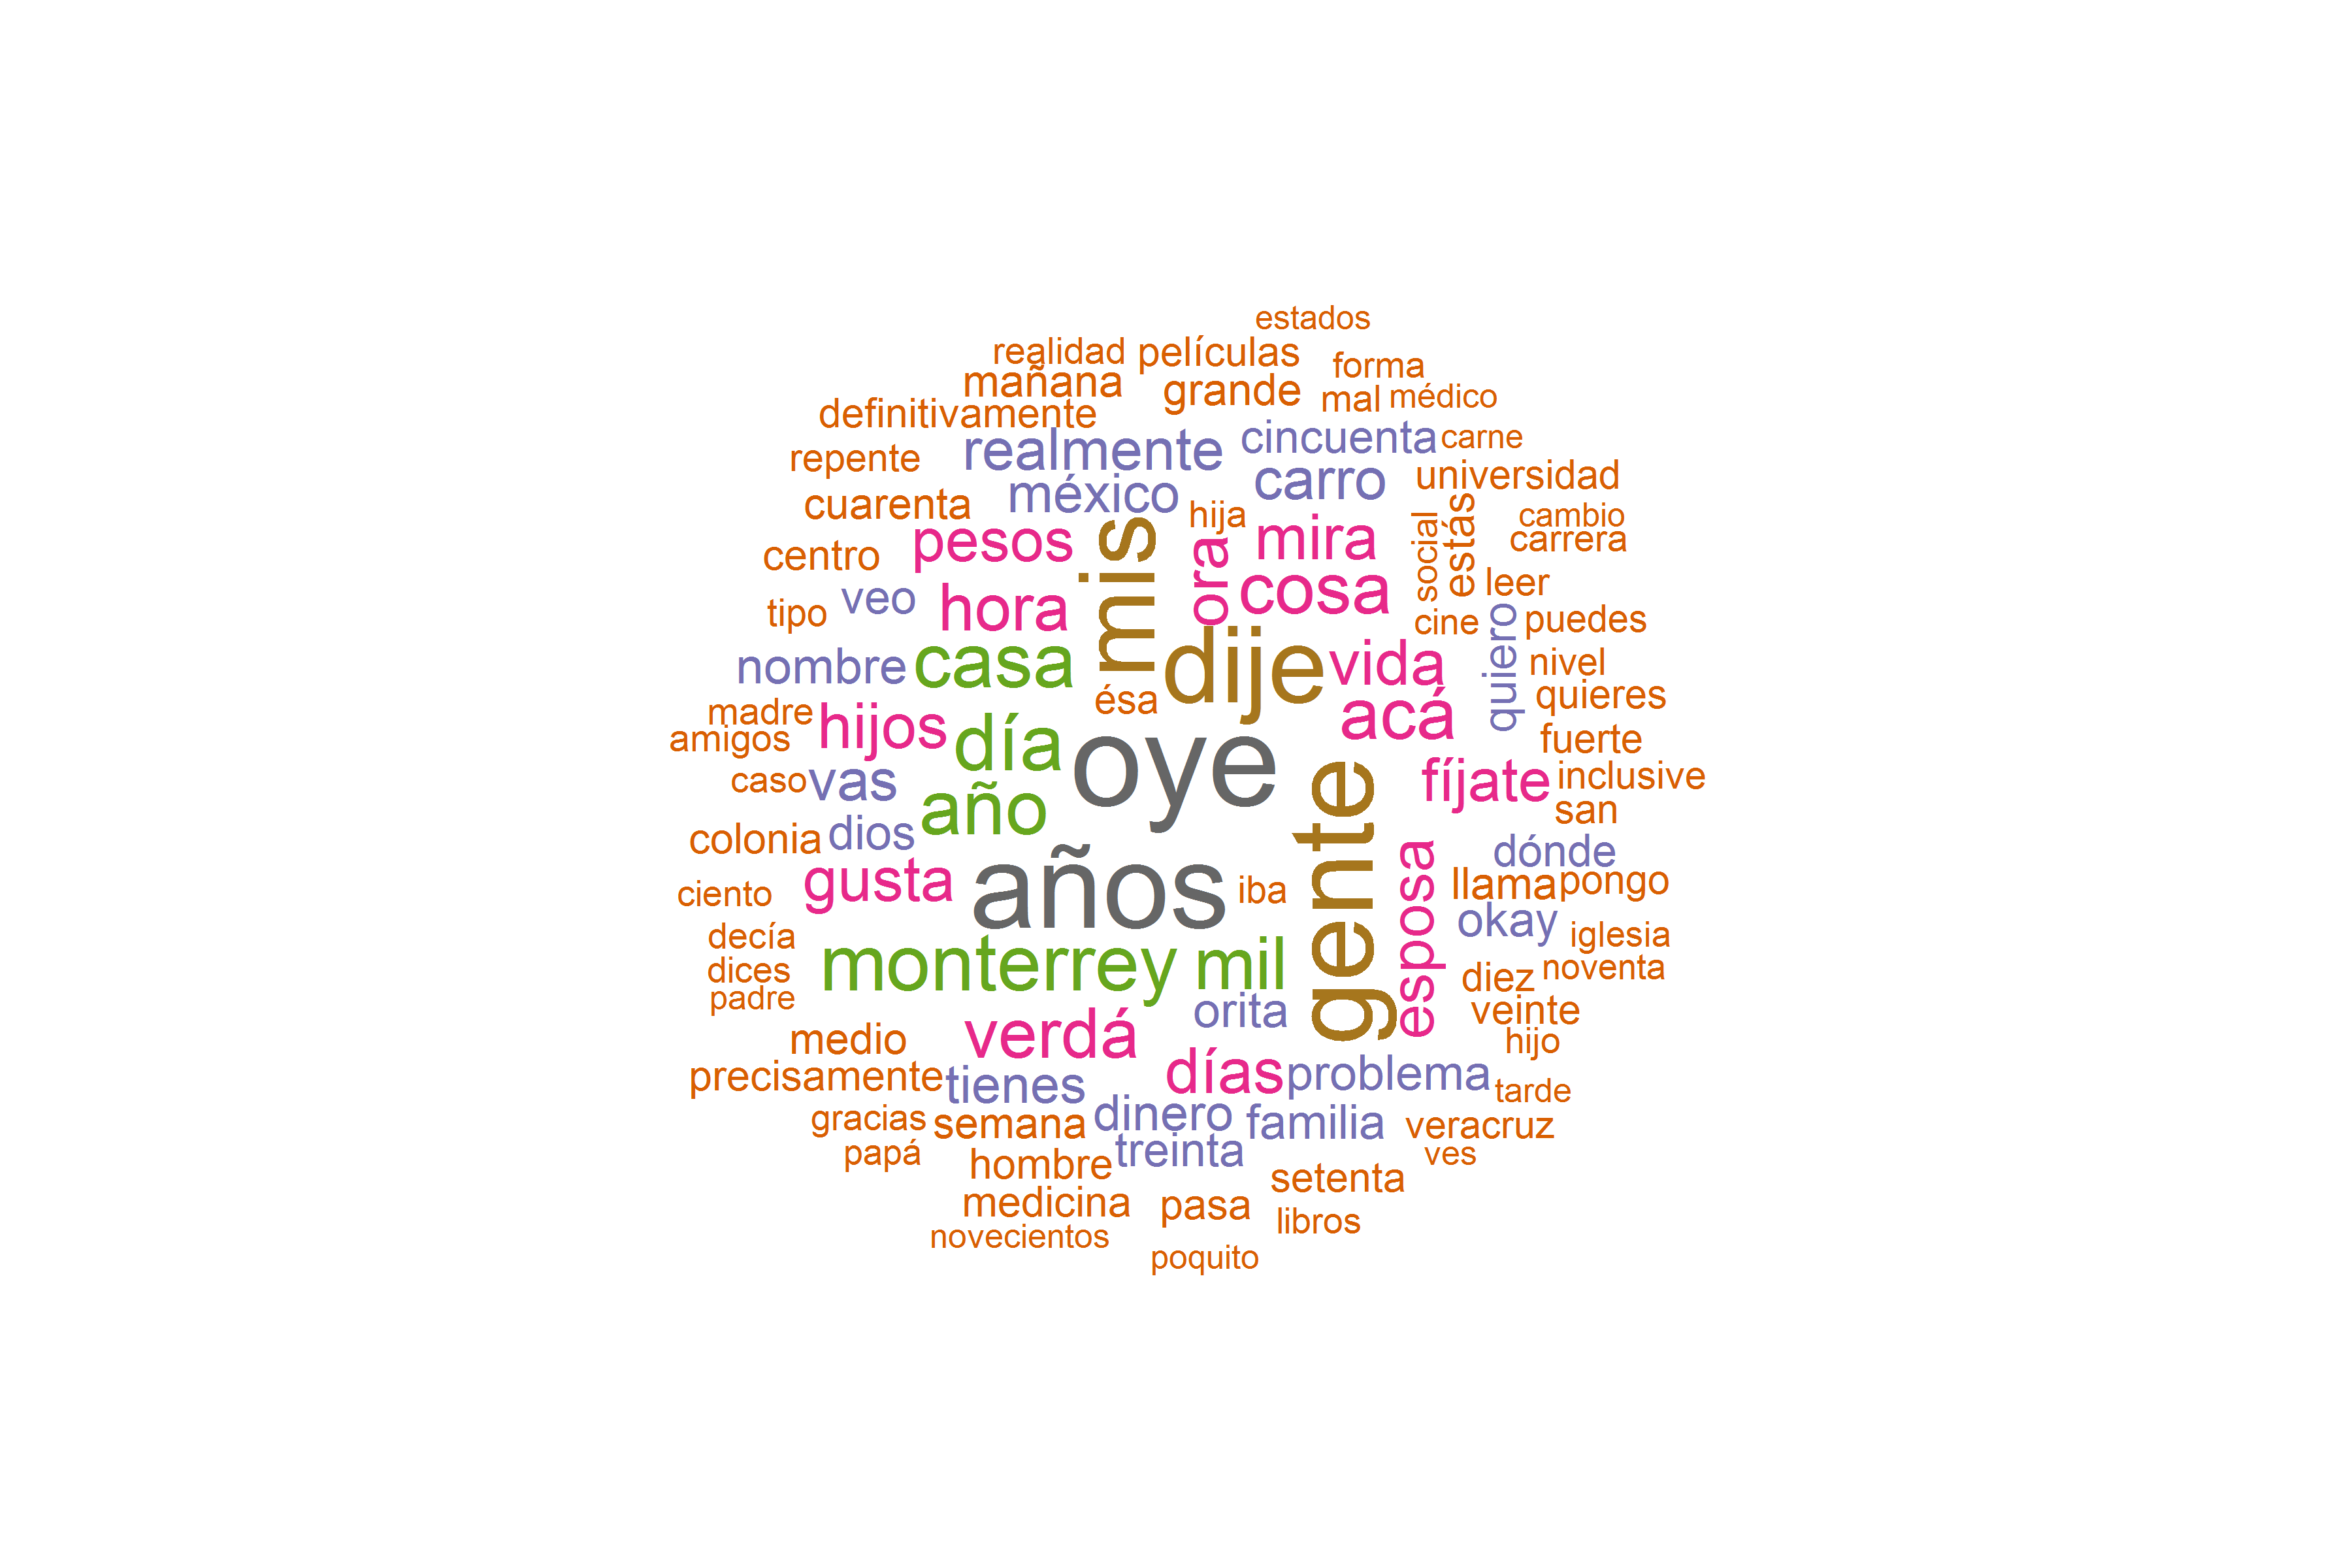 estados
realidad
películas
forma
mañana
grande
mal
médico
definitivamente
realmente
cincuenta
carne
repente
méxico
carro
universidad
cuarenta
hija
social
estás
cambio
pesos
mis
ora
mira
carrera
centro
cosa
leer
tipo
veo
hora
cine
quiero
puedes
nombre
casa
dije
vida
nivel
ésa
acá
quieres
madre
hijos
día
amigos
oye
fuerte
caso
vas
año
gente
fíjate
inclusive
san
colonia
dios
dónde
gusta
años
iba
esposa
llama
pongo
ciento
okay
decía
monterrey
mil
iglesia
dices
diez
noventa
padre
orita
veinte
medio
verdá
hijo
precisamente
tienes
días
problema
tarde
gracias
semana
dinero
familia
veracruz
papá
hombre
treinta
ves
medicina
pasa
setenta
novecientos
libros
poquito